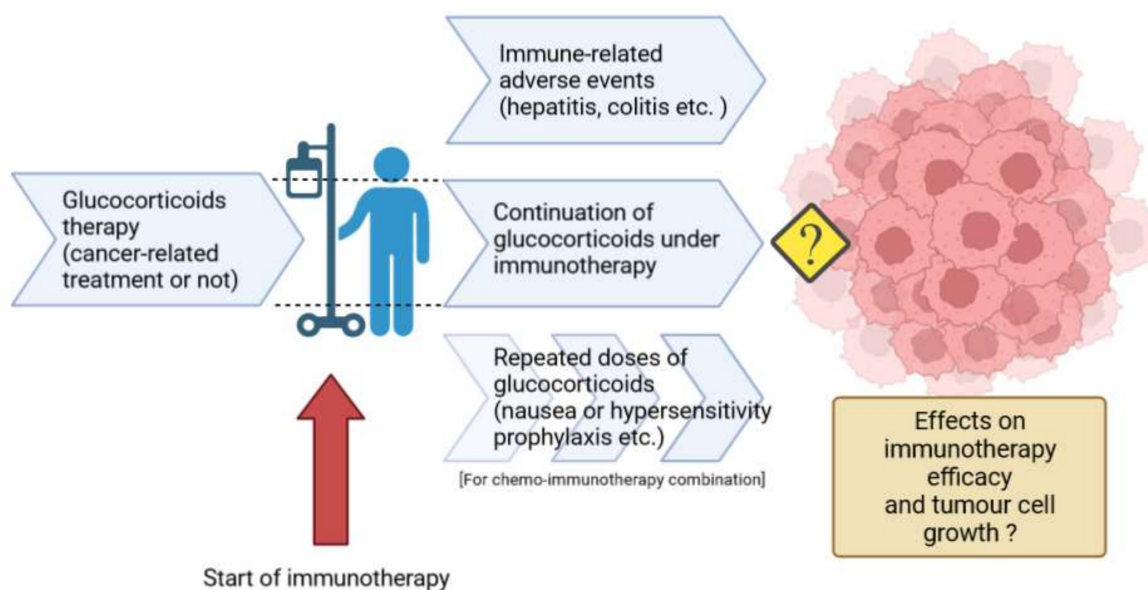 Immune-related
adverse events
(hepatitis, colitis etc. )
Glucocorticoids
therapy
(cancer-related
treatment or not)
Continuation of
glucocorticoids under
immunotherapy
?
Repeated doses of
glucocorticoids
(nausea or hypersensitivity
prophylaxis etc.)
[For chemo-immunotherapy combination]
Effects on
immunotherapy
efficacy
and tumour cell
growth ?
Start of immunotherapy